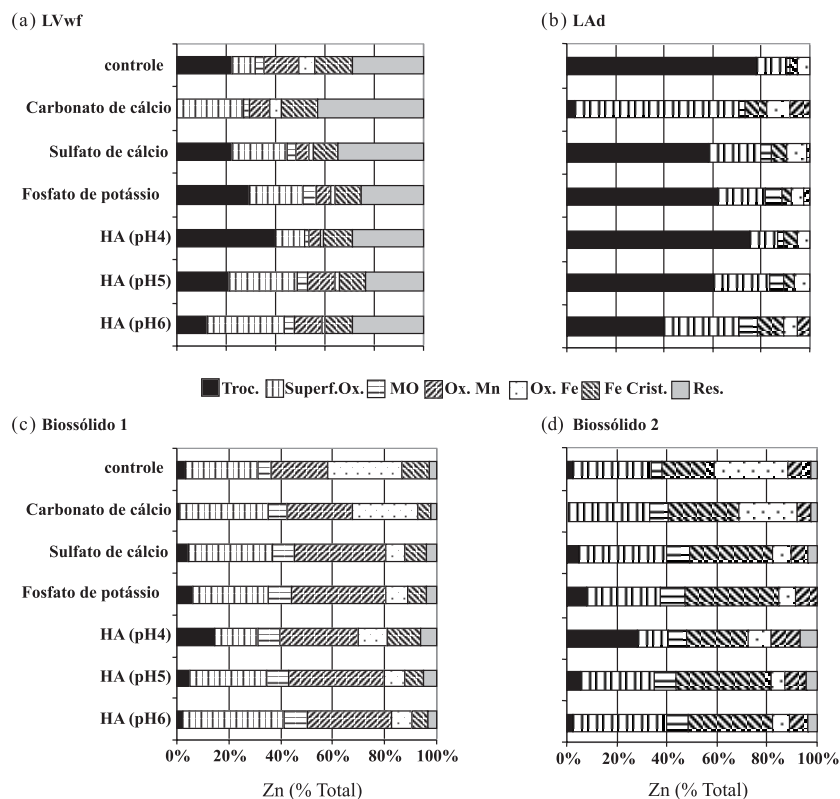 (a) LVwf
(b) LAd
controle
Carbonato de cálcio
Sulfato de cálcio
Fosfato de potássio
HA (pH4)
HA (pH5)
HA (pH6)
Troc. Superf.Ox. MO Ox. Mn Ox. Fe Fe Crist. Res.
(c) Biossólido 1
(d) Biossólido 2
controle
Carbonato de cálcio
Sulfato de cálcio
Fosfato de potássio
HA (pH4)
HA (pH5)
HA (pH6)
0% 20% 40% 60% 80% 100%
0% 20% 40% 60% 80% 100%
Zn (% Total)
Zn (% Total)